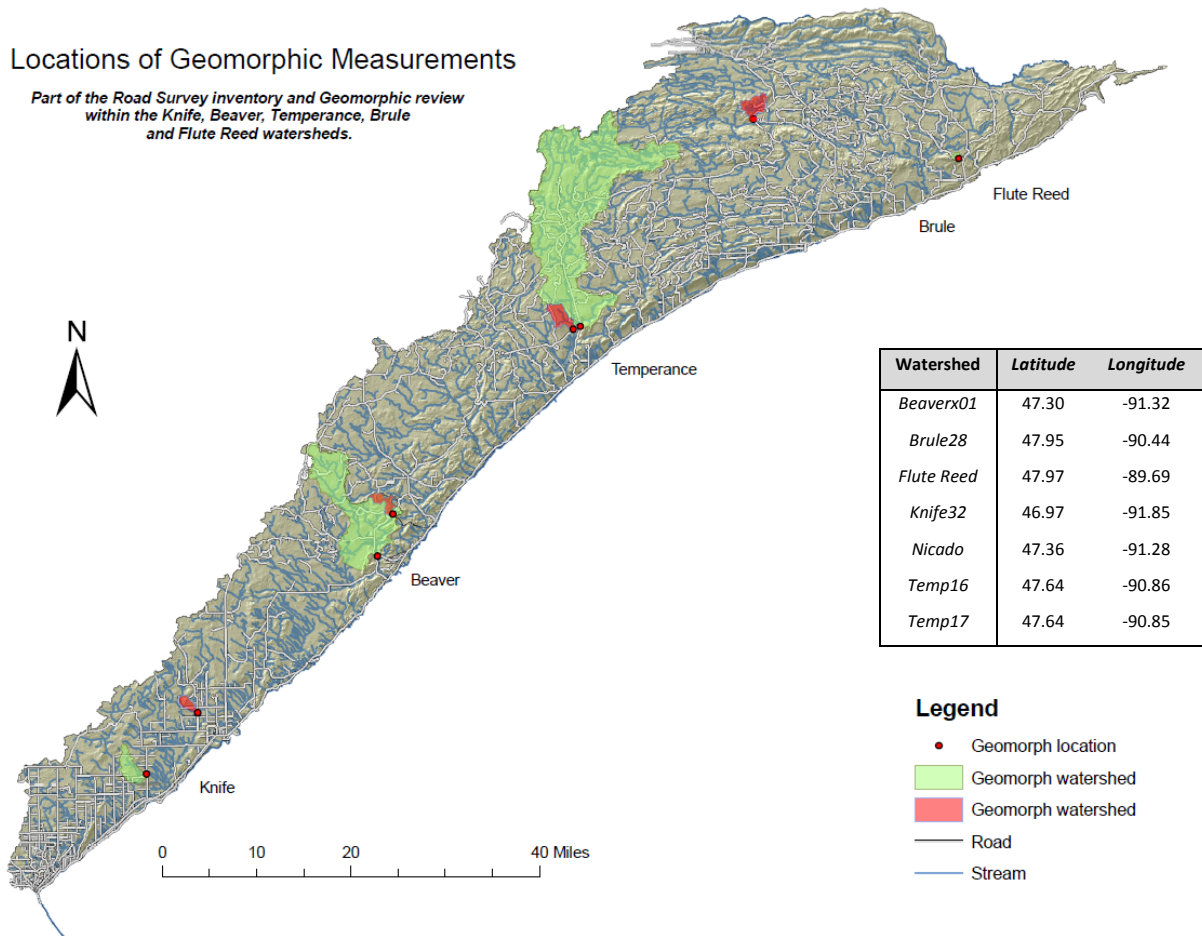 Locations of Geomorphic Measurements
Part of the Road Survey inventory and Geomorphic review
within the Knife, Beaver, Temperance, Brule
and Flute Reed watersheds.
Flute Reed
Brule
N
Temperance
Watershed Latitude Longitude
Beaverx01 47.30 -91.32
Brule28 47.95 -90.44
Flute Reed 47.97 -89.69
Knife32 46.97 -91.85
Nicado 47.36 -91.28
Temp16 47.64 -90.86
Temp17 47.64 -90.85
Beaver
Knife
Legend
Geomorph location
Geomorph watershed
Geomorph watershed
Road
Stream
0 10 20 40 Miles